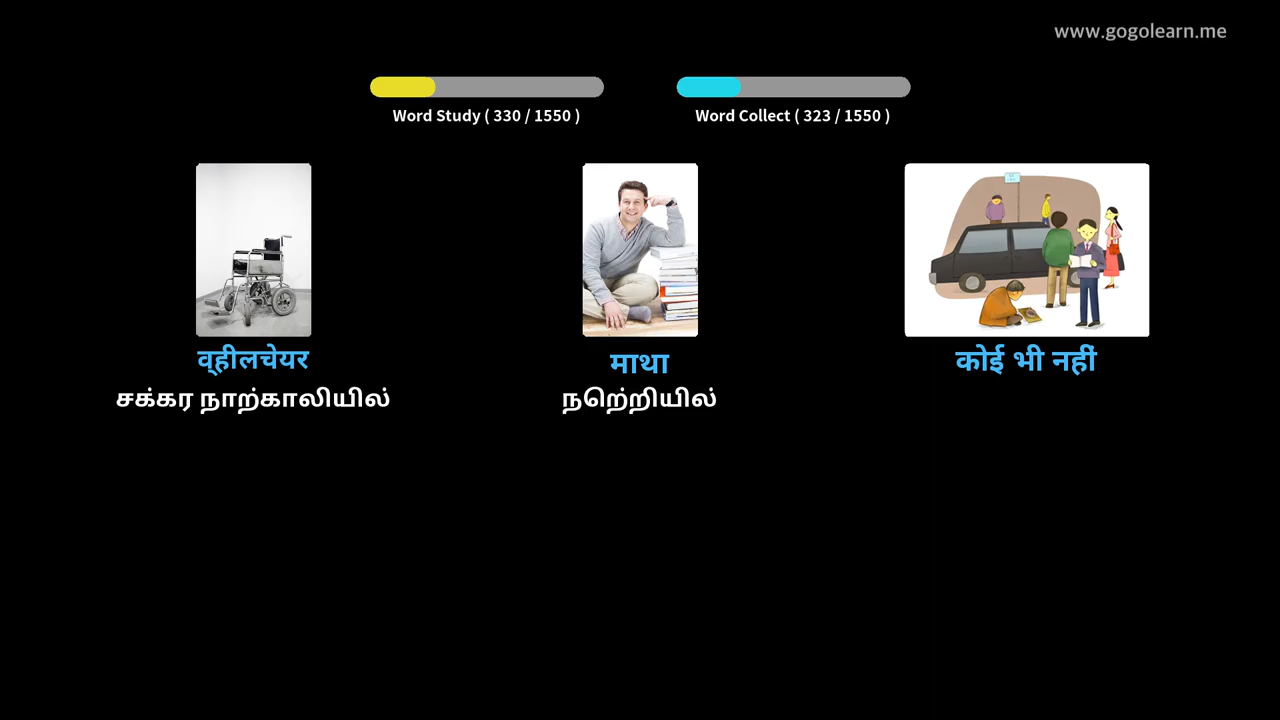 www.gogolearn.me
Word Study ( 330 / 1550 )
Word Collect ( 323 / 1550 )
व्हीलचेयर
माथा
कोई भी नहीं
சக்கர நாற்காலியில்
நெற்றியில்